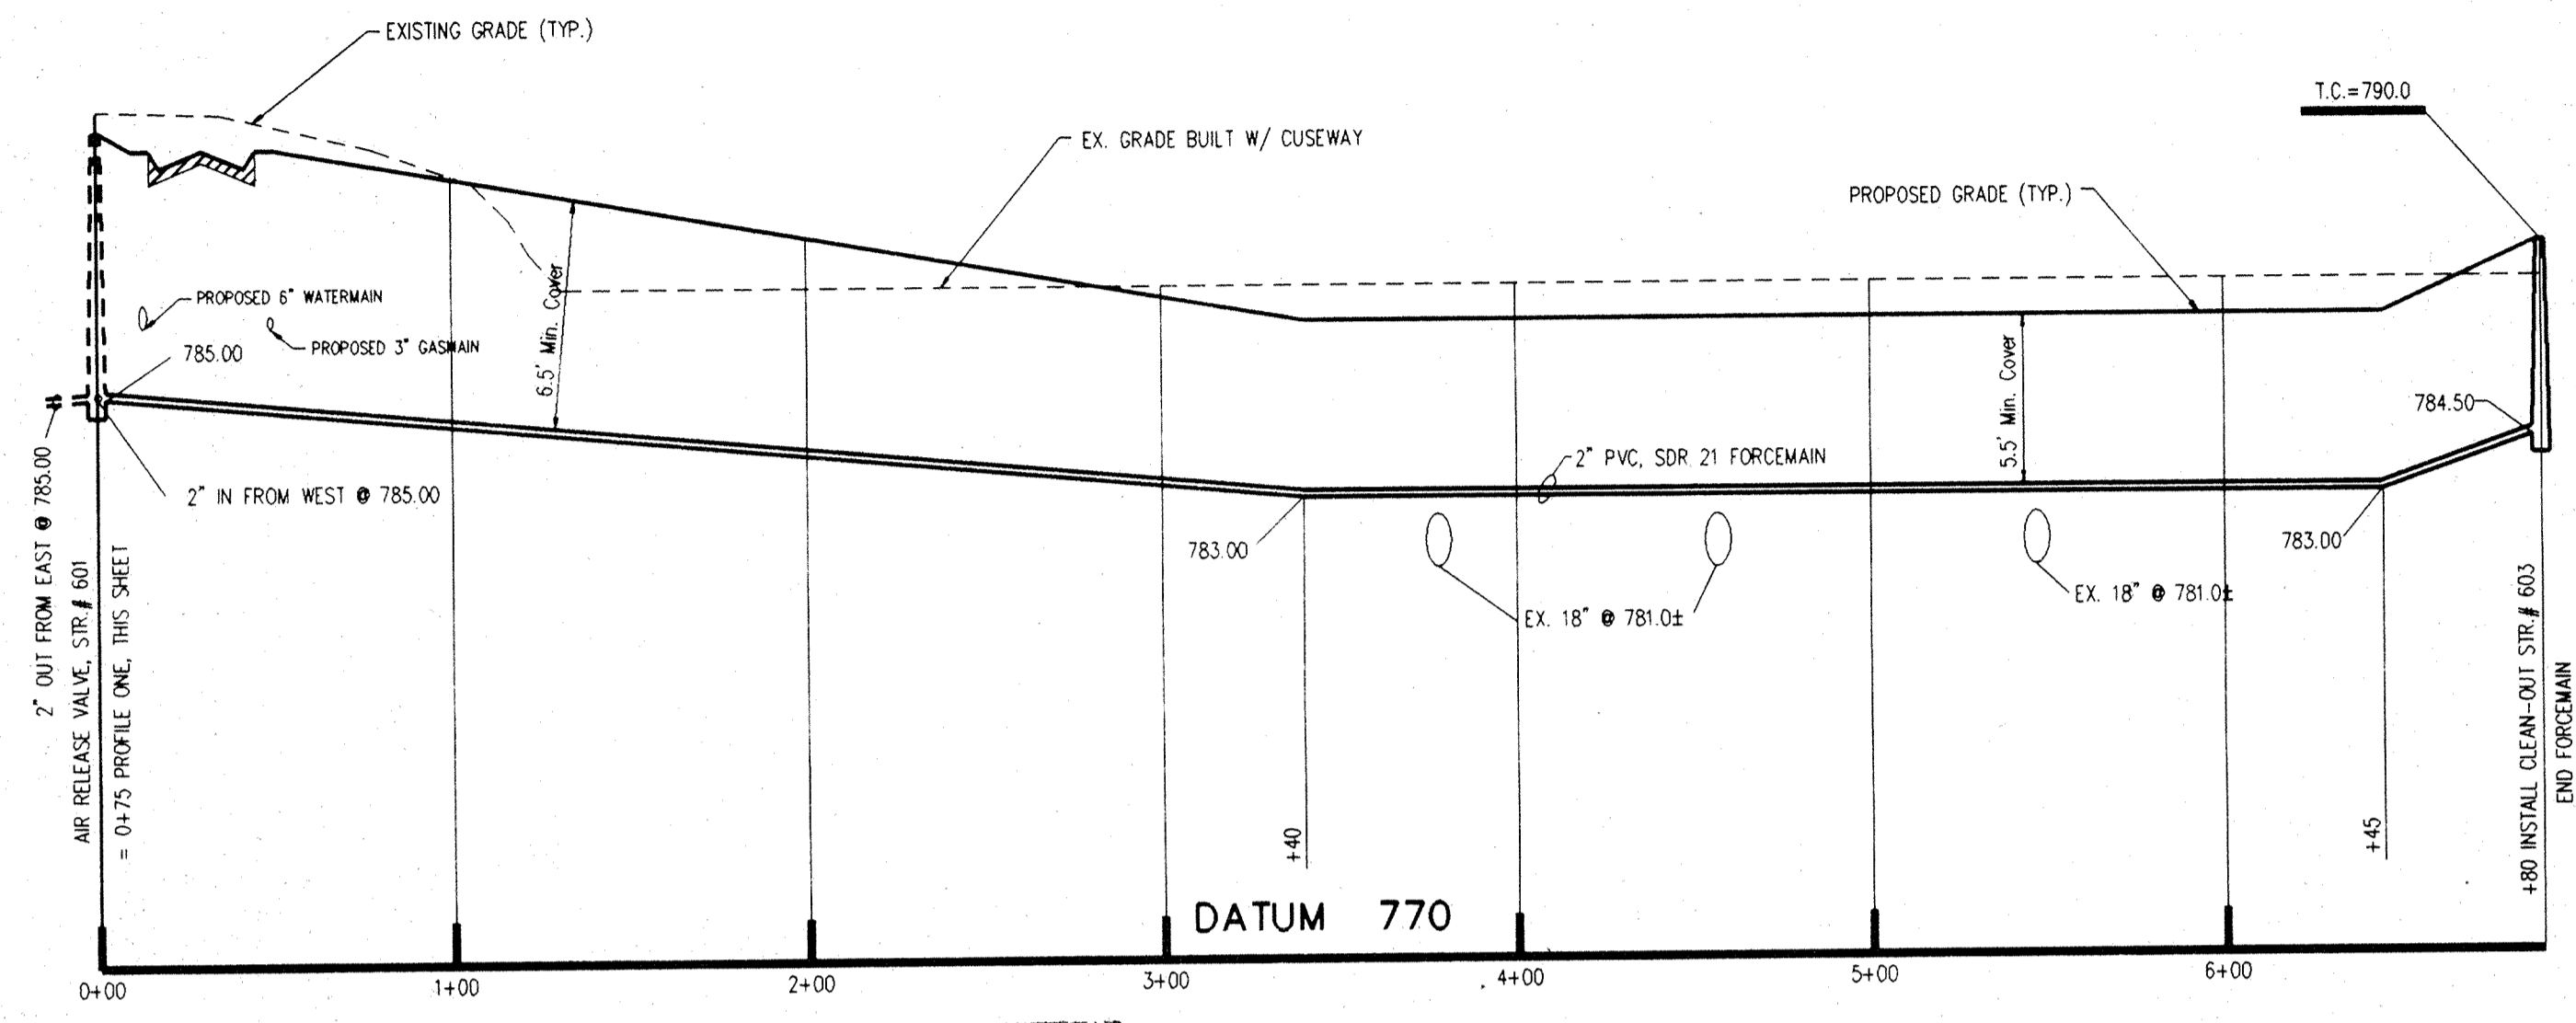 EXISTING GRADE (TYP.)
T.C.=790.0
EX. GRADE BUILT W/ CUSEWAY
PROPOSED GRADE (TYP.)
PROPOSED 6" WATERMAIN
PROPOSED 3" GASMAIN
785.00
6.5' Min. Cover
5.5' Min. Cover
784.50
2" PVC, SDR 21 FORCEMAIN
2" IN FROM WEST @ 785.00
783.00
783.00
EX. 18" @ 781.0±
EX. 18" @ 781.0±
2" OUT FROM EAST @ 785.00
AIR RELEASE VALVE, STR.# 601
= 0+75 PROFILE ONE, THIS SHEET
+40
+45
+80 INSTALL CLEAN-OUT STR.# 603
END FORCEMAIN
DATUM 770
0+00
1+00
2+00
3+00
4+00
5+00
6+00